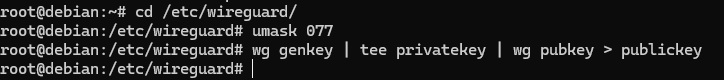 root@debian:~# cd /etc/wireguard/
root@debian:/etc/wireguard# umask 077
root@debian:/etc/wireguard# wg genkey | tee privatekey | wg pubkey > publickey
root@debian:/etc/wireguard#